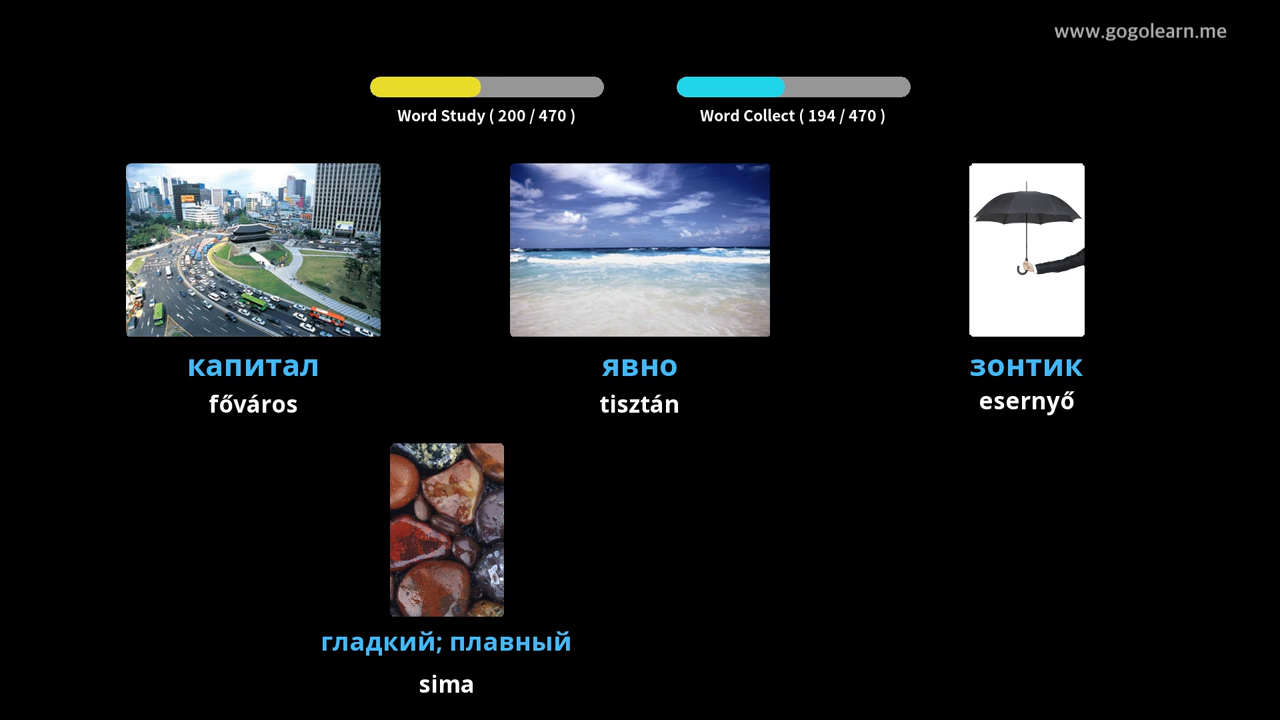 www.gogolearn.me
Word Study ( 200 / 470 )
Word Collect ( 194 / 470 )
капитал
főváros
явно
tisztán
зонтик
esernyő
гладкий; плавный
sima